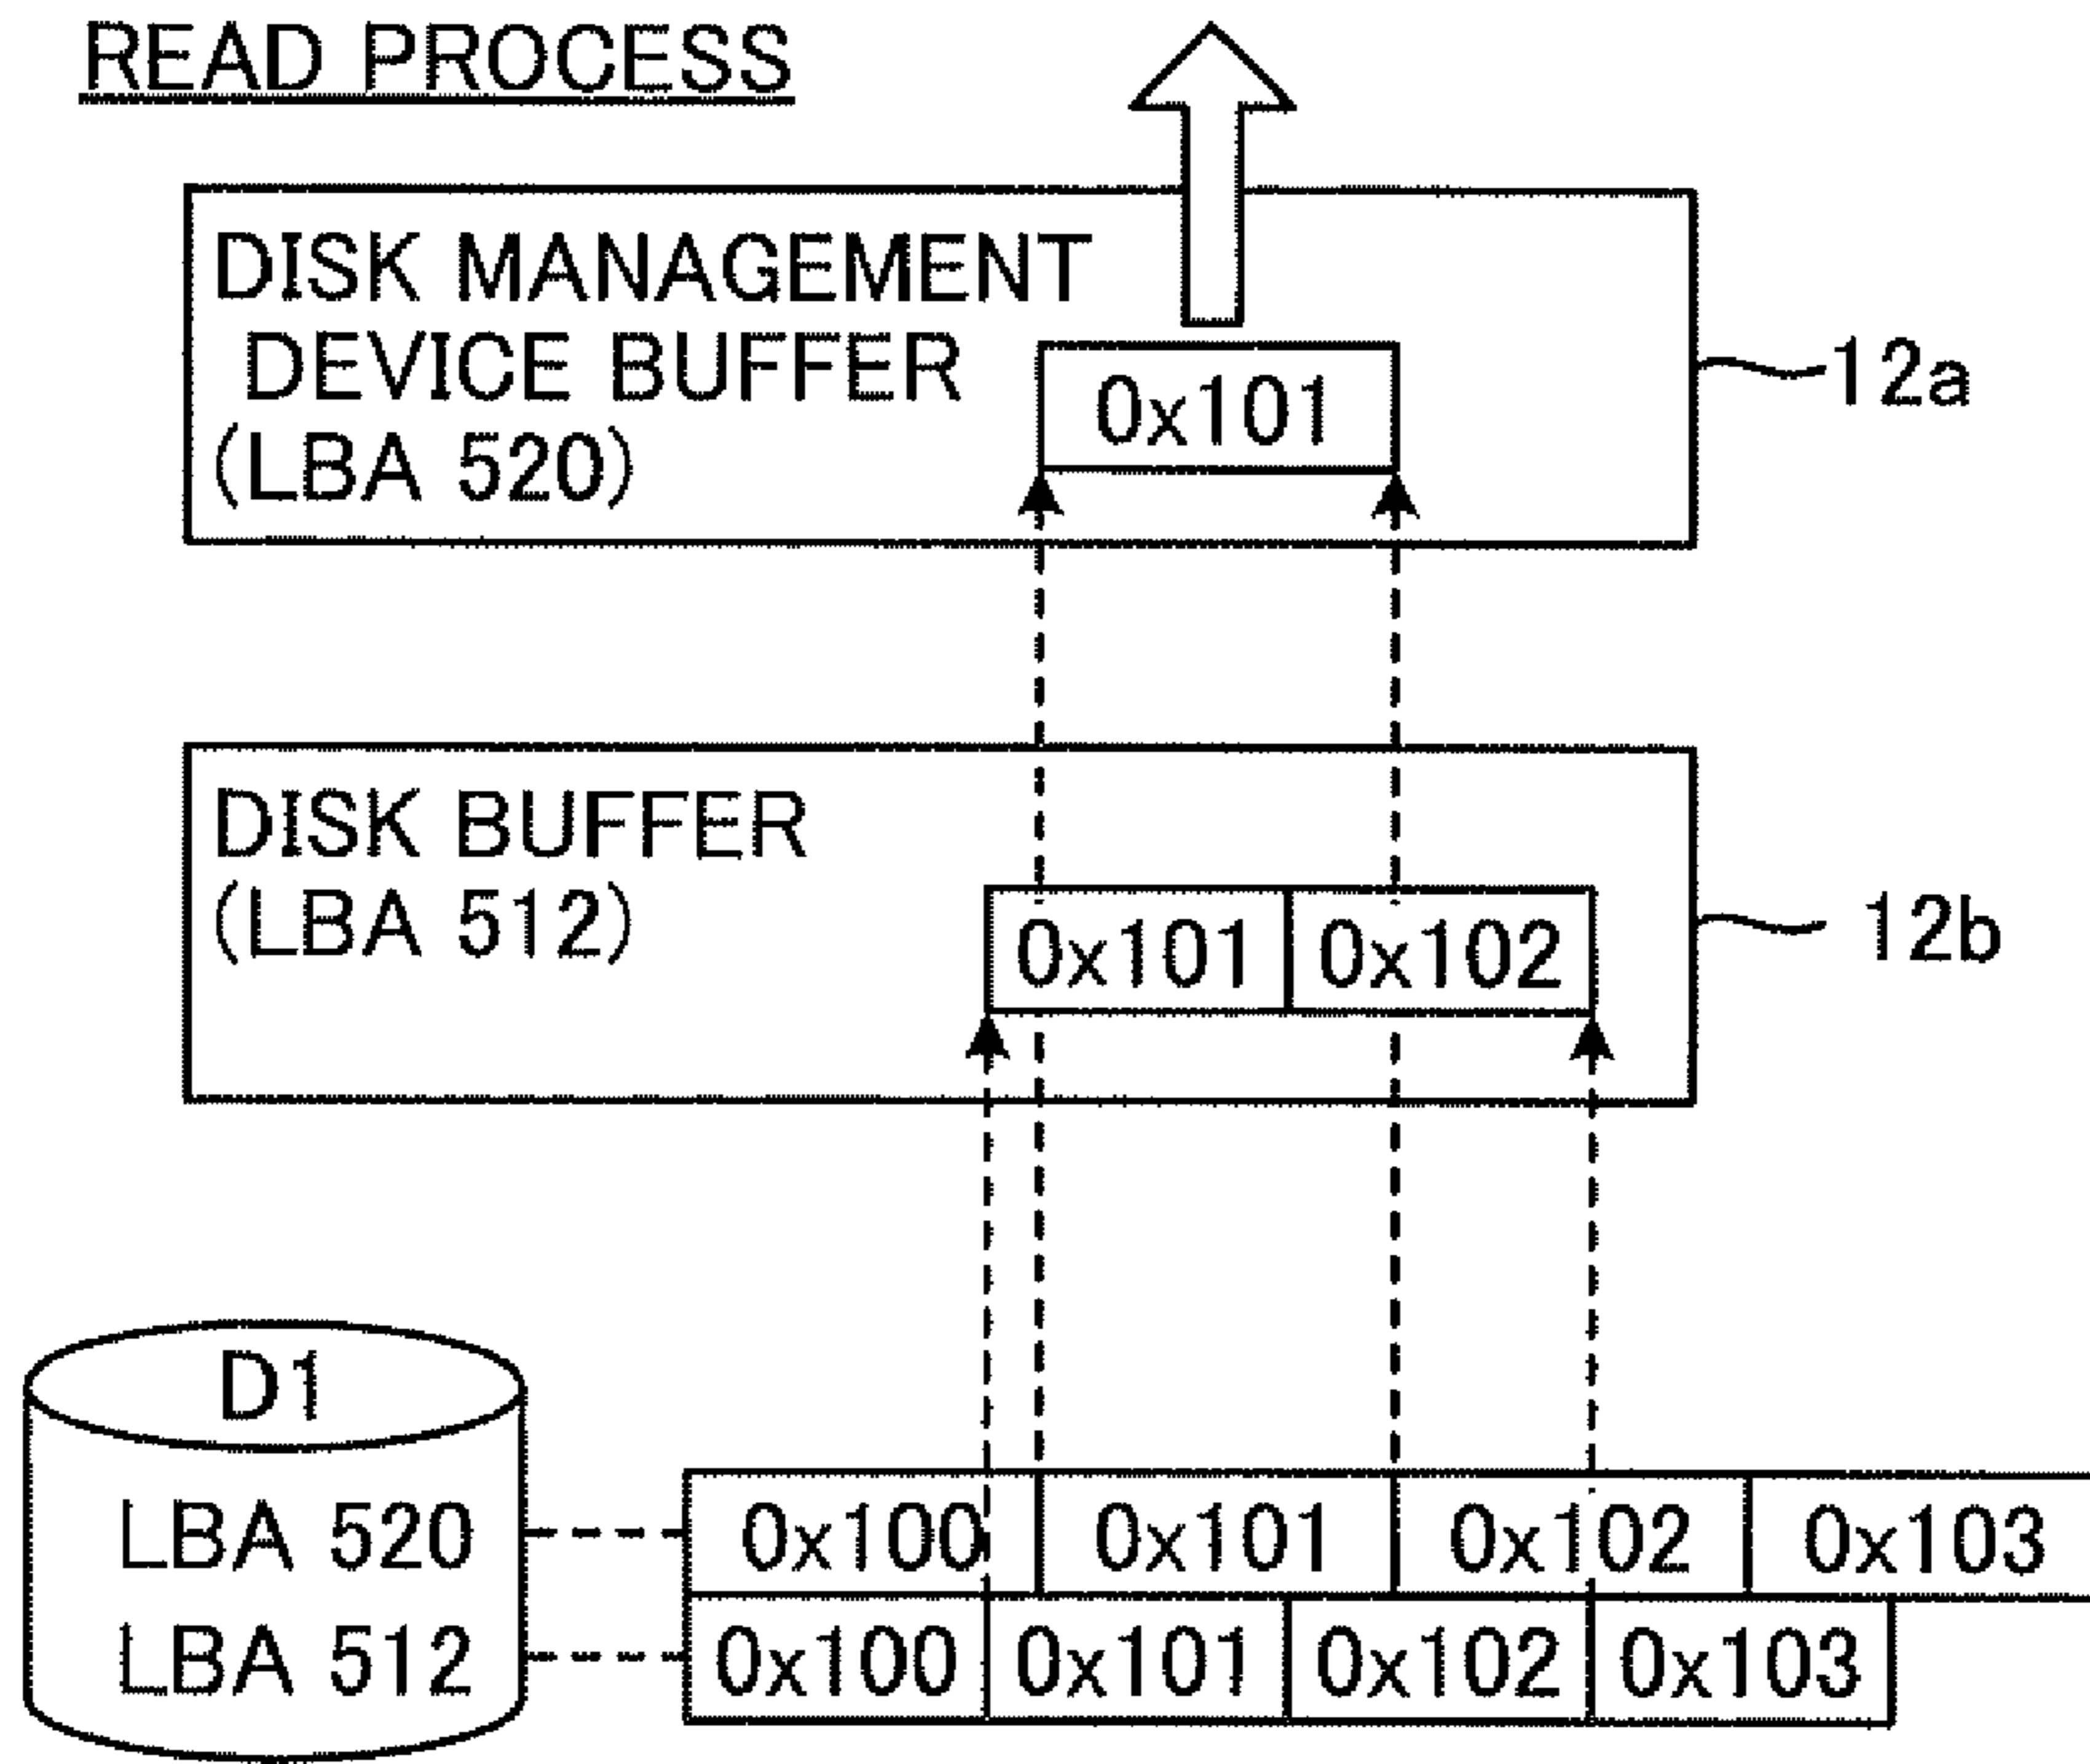 READ PROCESS
DISK MANAGEMENT
DEVICE BUFFER
(LBA 520)
0x101
12a
DISK BUFFER
(LBA 512)
0x101 0x102
12b
D1
LBA 520
0x100 0x101 0x102 0x103
LBA 512
0x100 0x101 0x102 0x103